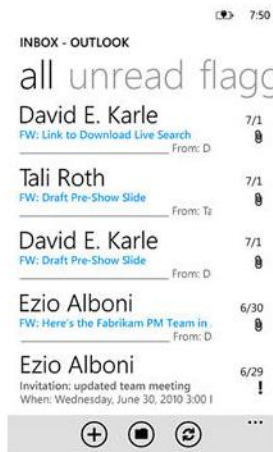 7:50
INBOX - OUTLOOK
all unread flagg
David E. Karle 7/1
FW: Link to Download Live Search
From: D
Tali Roth 7/1
FW: Draft Pre-Show Slide
From: Ta
David E. Karle 7/1
FW: Draft Pre-Show Slide
From: D
Ezio Alboni 6/30
FW: Here's the Fabrikam PM Team in .
From: D
Ezio Alboni 6/29
Invitation: updated team meeting
When: Wednesday, June 30, 2010 3:00 P
...